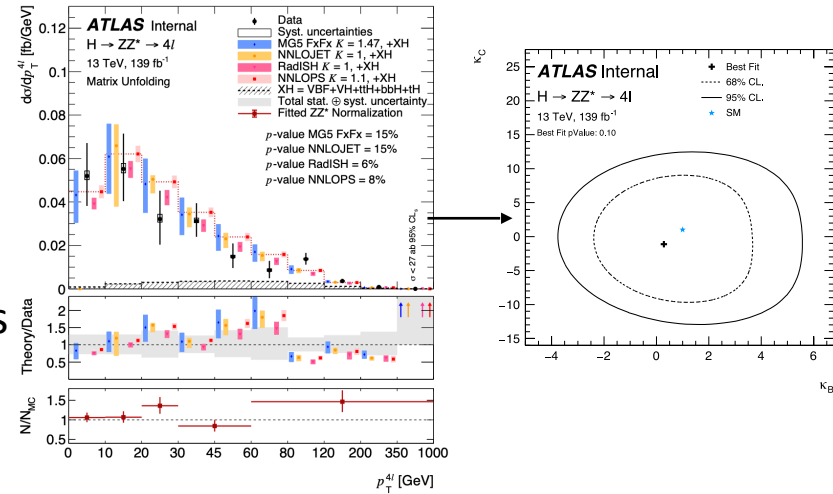 dσ/dp_T^{4l} [fb/GeV]
0.12
0.1
0.08
0.06
0.04
0.02
0
ATLAS Internal
H → ZZ* → 4l
13 TeV, 139 fb⁻¹
Matrix Unfolding
Data
Syst. uncertainties
MG5 FxFx K = 1.47, +XH
NNLOJET K = 1, +XH
RadISH K = 1, +XH
NNLOPS K = 1.1, +XH
XH = VBF+VH+ttH+bbH+tH
Total stat. ⊕ syst. uncertainty
Fitted ZZ* Normalization
p-value MG5 FxFx = 15%
p-value NNLOJET = 15%
p-value RadISH = 6%
p-value NNLOPS = 8%
σ < 27 ab 95% CLₛ
s
Theory/Data
2
1.5
1
0.5
N/N_MC
1.5
1
0.5
0 10 20 30 45 60 80 120 200 350 1000
p_T^{4l} [GeV]
κ_C
25
20
15
10
5
0
−5
−10
−15
ATLAS Internal
H → ZZ* → 4l
13 TeV, 139 fb⁻¹
Best Fit pValue: 0.10
Best Fit
68% CL.
95% CL.
SM
−4 −2 0 2 4 6 8
κ_B